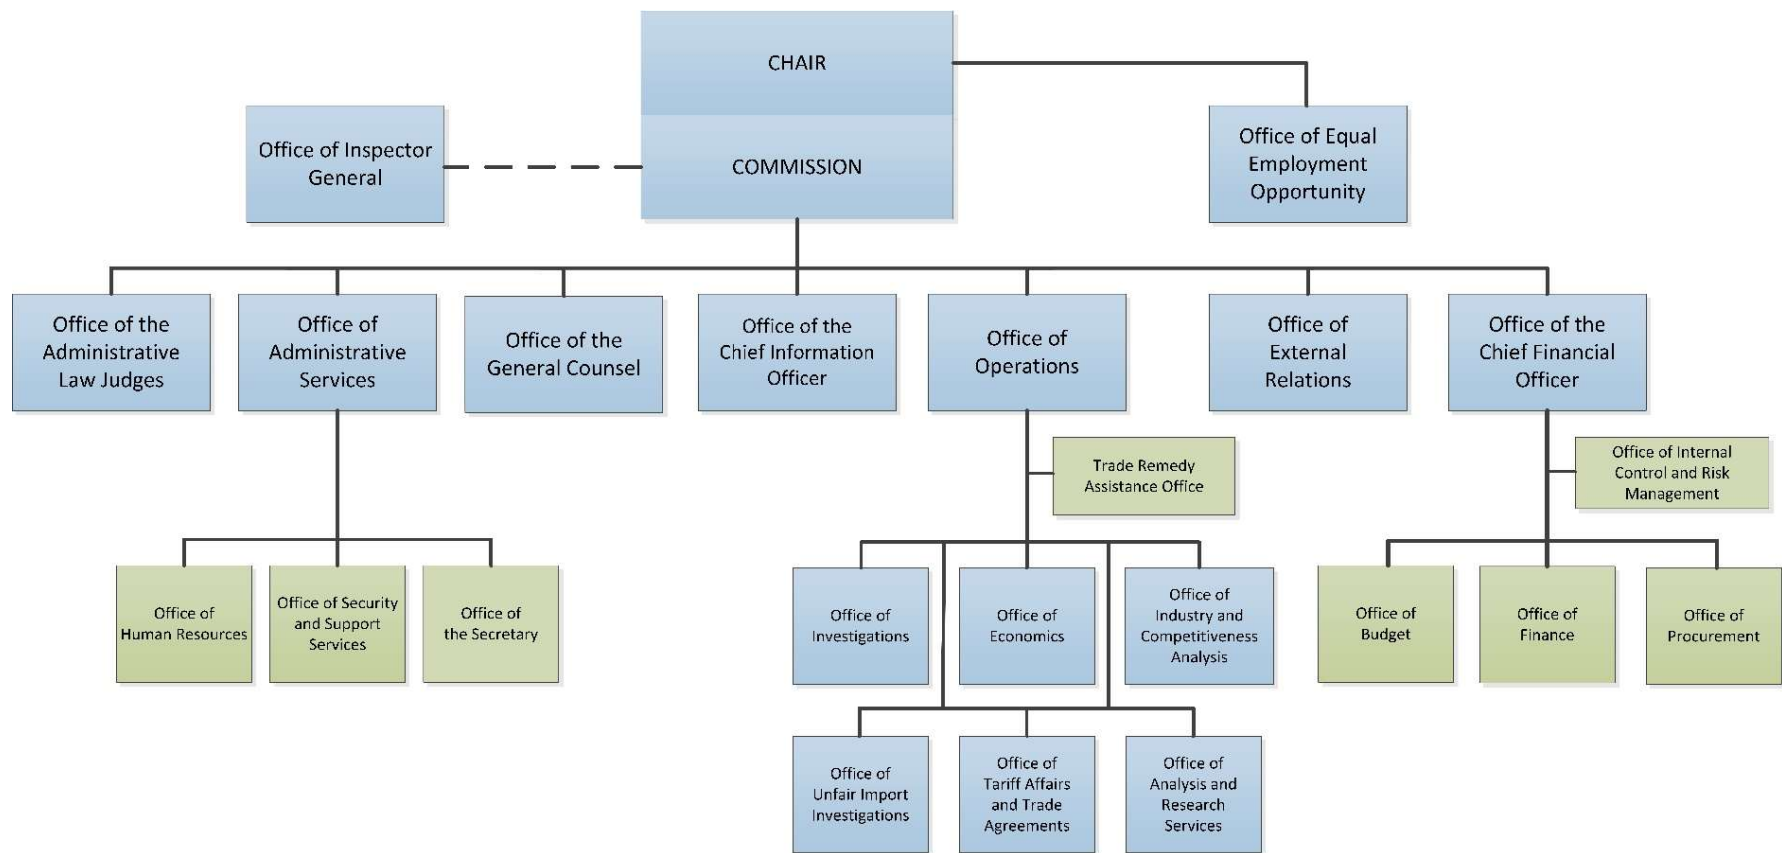 CHAIR
COMMISSION
Office of Inspector
General
Office of Equal
Employment
Opportunity
Office of the
Administrative
Law Judges
Office of
Administrative
Services
Office of the
General Counsel
Office of the
Chief Information
Officer
Office of
Operations
Office of
External
Relations
Office of the
Chief Financial
Officer
Trade Remedy
Assistance Office
Office of Internal
Control and Risk
Management
Office of
Human Resources
Office of Security
and Support
Services
Office of
the Secretary
Office of
Investigations
Office of
Economics
Office of
Industry and
Competitiveness
Analysis
Office of
Budget
Office of
Finance
Office of
Procurement
Office of
Unfair Import
Investigations
Office of
Tariff Affairs
and Trade
Agreements
Office of
Analysis and
Research
Services